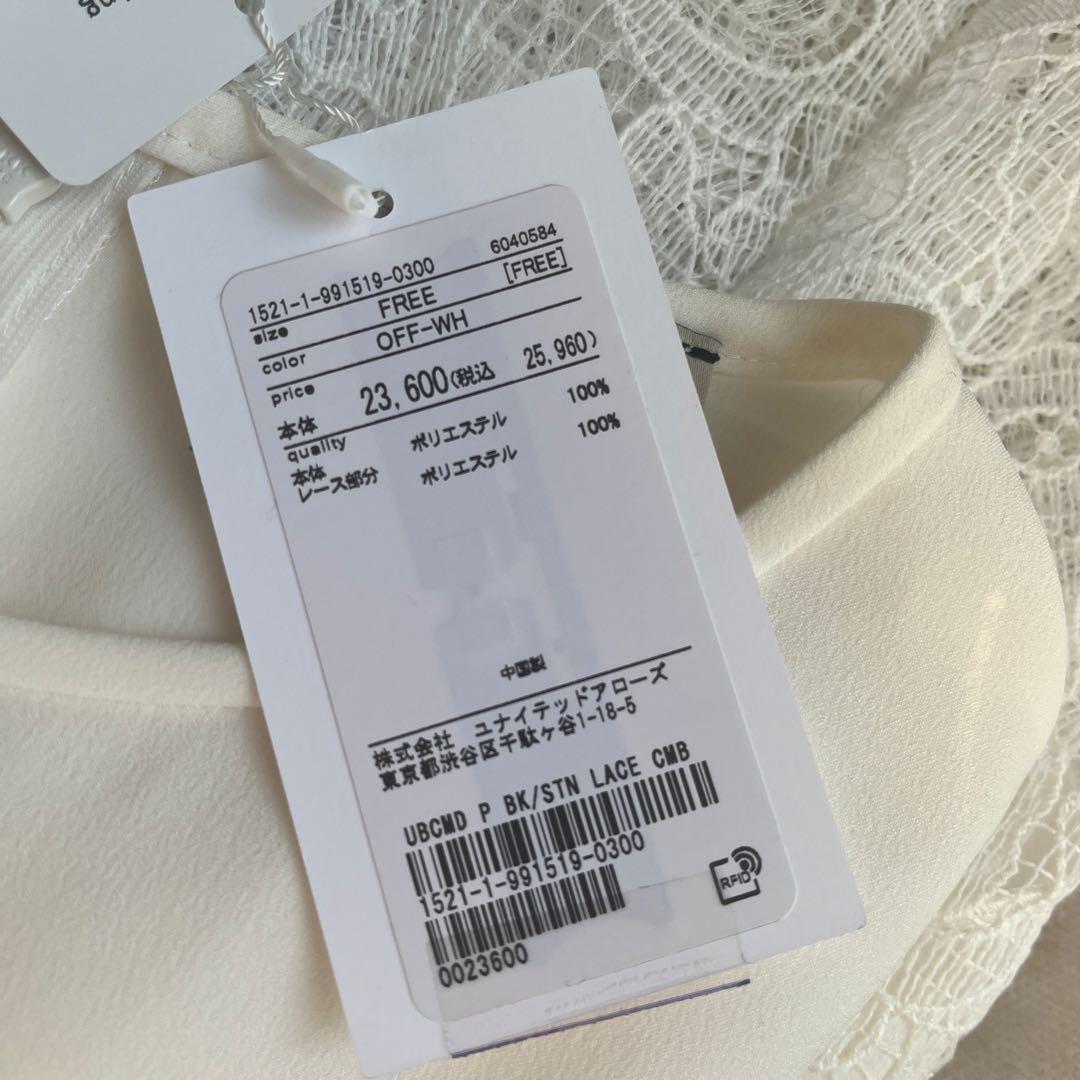 1521-1-991519-0300 6040584
size FREE [FREE]
color OFF-WH
price
本体 23,600(税込 25,960)
quality
本体 ポリエステル 100%
レース部分 ポリエステル 100%
中国製
株式会社 ユナイテッドアローズ
東京都渋谷区千駄ヶ谷1-18-5
UBCMD P BK/STN LACE CMB
1521-1-991519-0300
RFID
0023600